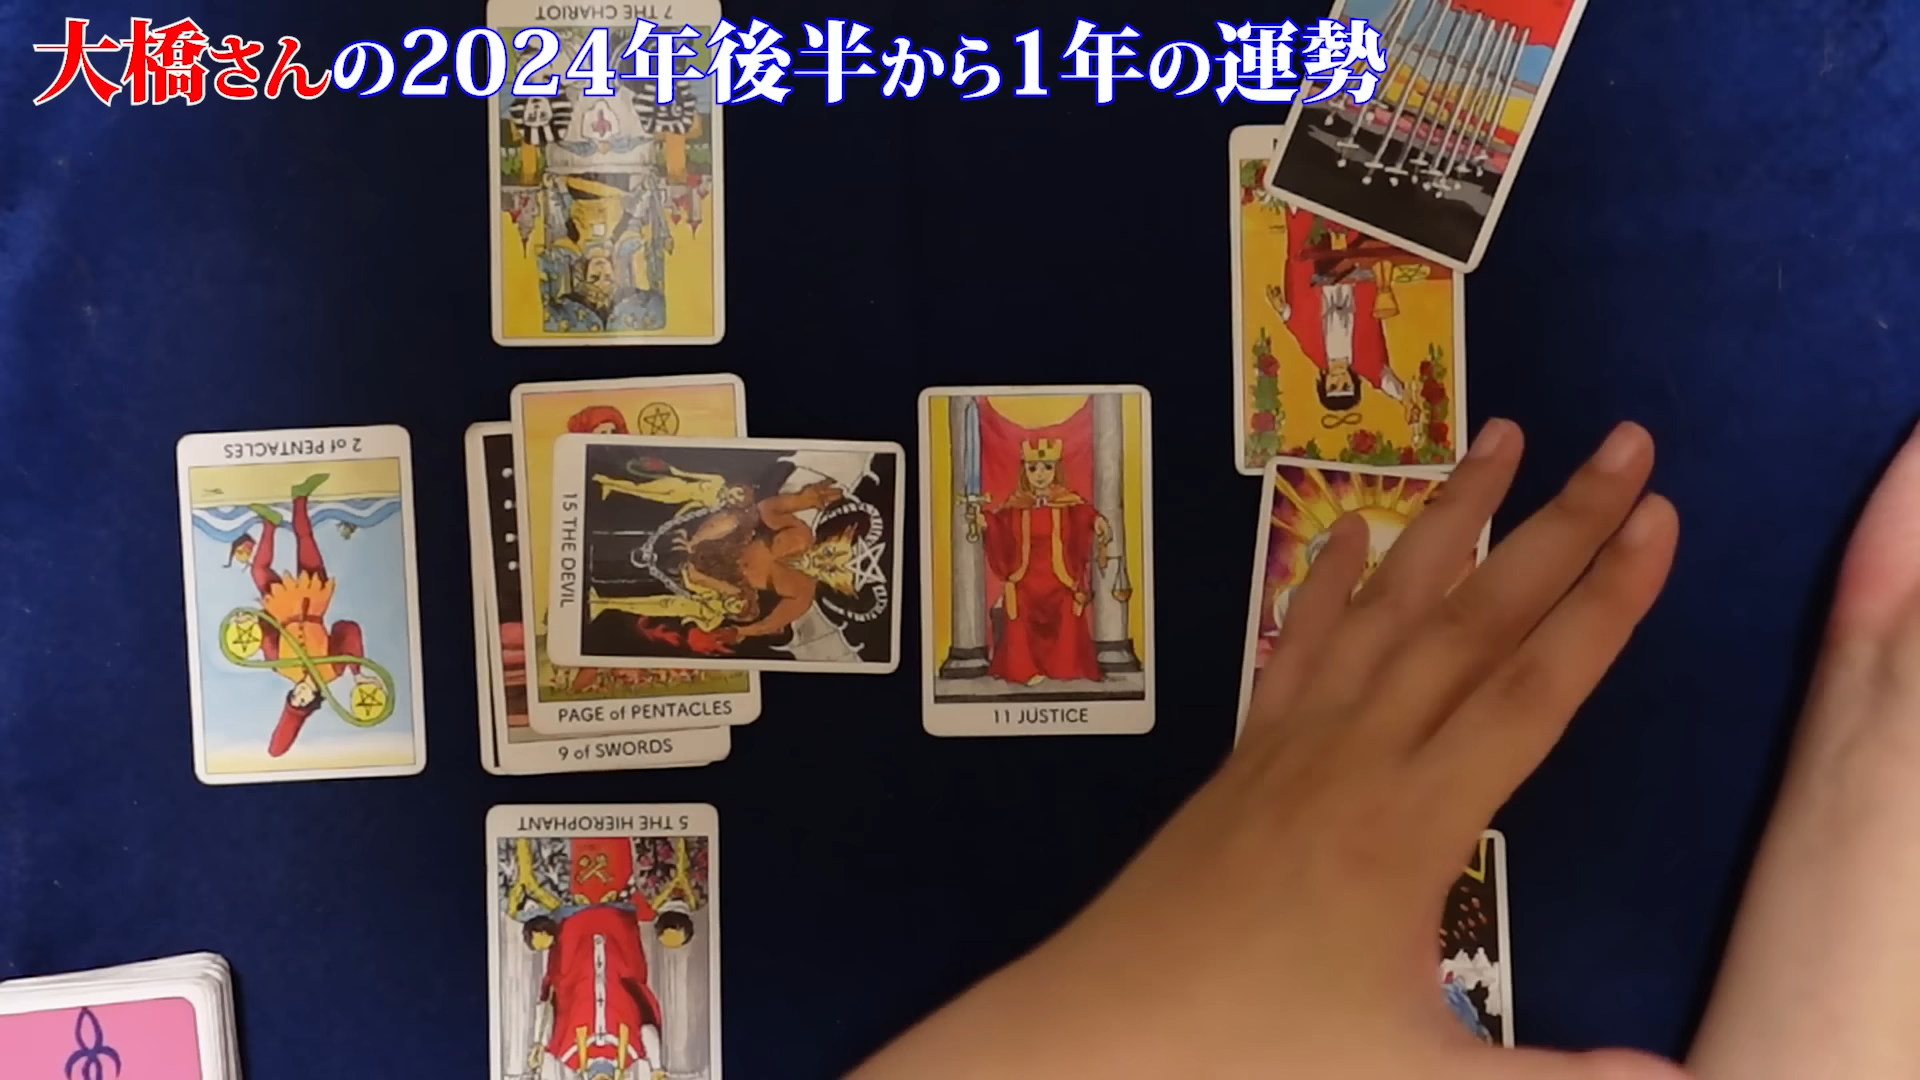 7 THE CHARIOT
大橋さんの2024年後半から1年の運勢
2 of PENTACLES
15 THE DEVIL
PAGE of PENTACLES
9 of SWORDS
11 JUSTICE
5 THE HIEROPHANT